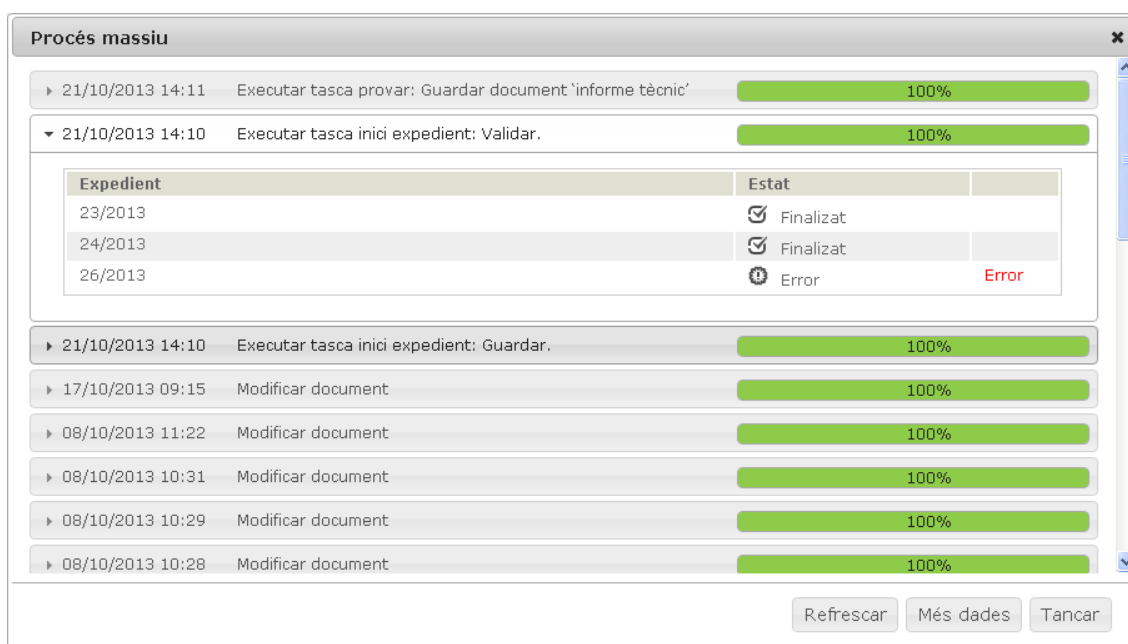 Procés massiu
21/10/2013 14:11 Executar tasca provar: Guardar document 'informe tècnic' 100%
21/10/2013 14:10 Executar tasca inici expedient: Validar. 100%
Expedient Estat
23/2013 Finalizat
24/2013 Finalizat
26/2013 Error Error
21/10/2013 14:10 Executar tasca inici expedient: Guardar. 100%
17/10/2013 09:15 Modificar document 100%
08/10/2013 11:22 Modificar document 100%
08/10/2013 10:31 Modificar document 100%
08/10/2013 10:29 Modificar document 100%
08/10/2013 10:28 Modificar document 100%
Refrescar Més dades Tancar